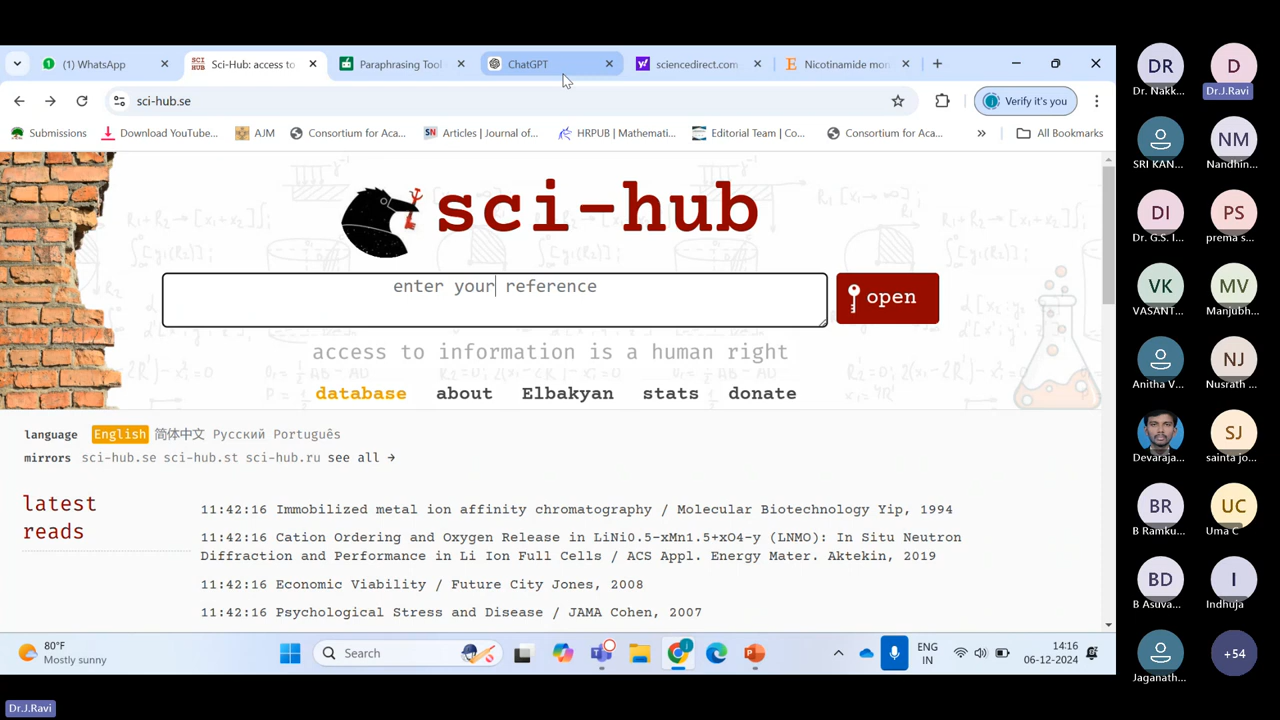 (1) WhatsApp
SCI HUB
Sci-Hub: access to
Paraphrasing Tool
ChatGPT
sciencedirect.com
E
Nicotinamide mon
sci-hub.se
Verify it's you
Submissions
Download YouTube...
AJM
Consortium for Aca...
SN
Articles | Journal of...
HRPUB | Mathemati...
Editorial Team | Co...
Consortium for Aca...
»
All Bookmarks
sci-hub
enter your reference
open
access to information is a human right
database about Elbakyan stats donate
language English 简体中文 Русский Português
mirrors sci-hub.se sci-hub.st sci-hub.ru see all →
latest
reads
11:42:16 Immobilized metal ion affinity chromatography / Molecular Biotechnology Yip, 1994
11:42:16 Cation Ordering and Oxygen Release in LiNi0.5-xMn1.5+xO4-y (LNMO): In Situ Neutron
Diffraction and Performance in Li Ion Full Cells / ACS Appl. Energy Mater. Aktekin, 2019
11:42:16 Economic Viability / Future City Jones, 2008
11:42:16 Psychological Stress and Disease / JAMA Cohen, 2007
80°F
Mostly sunny
Search
ENG
IN
14:16
06-12-2024
DR
Dr. Nakk...
D
Dr.J.Ravi
SRI KAN...
NM
Nandhin...
DI
Dr. G.S. I...
PS
prema s...
VK
VASANT...
MV
Manjubh...
Anitha V...
NJ
Nusrath ...
Devaraja...
SJ
sainta jo...
BR
B Ramku...
UC
Uma C
BD
B Asuva...
I
Indhuja
Jaganath...
+54
Dr.J.Ravi